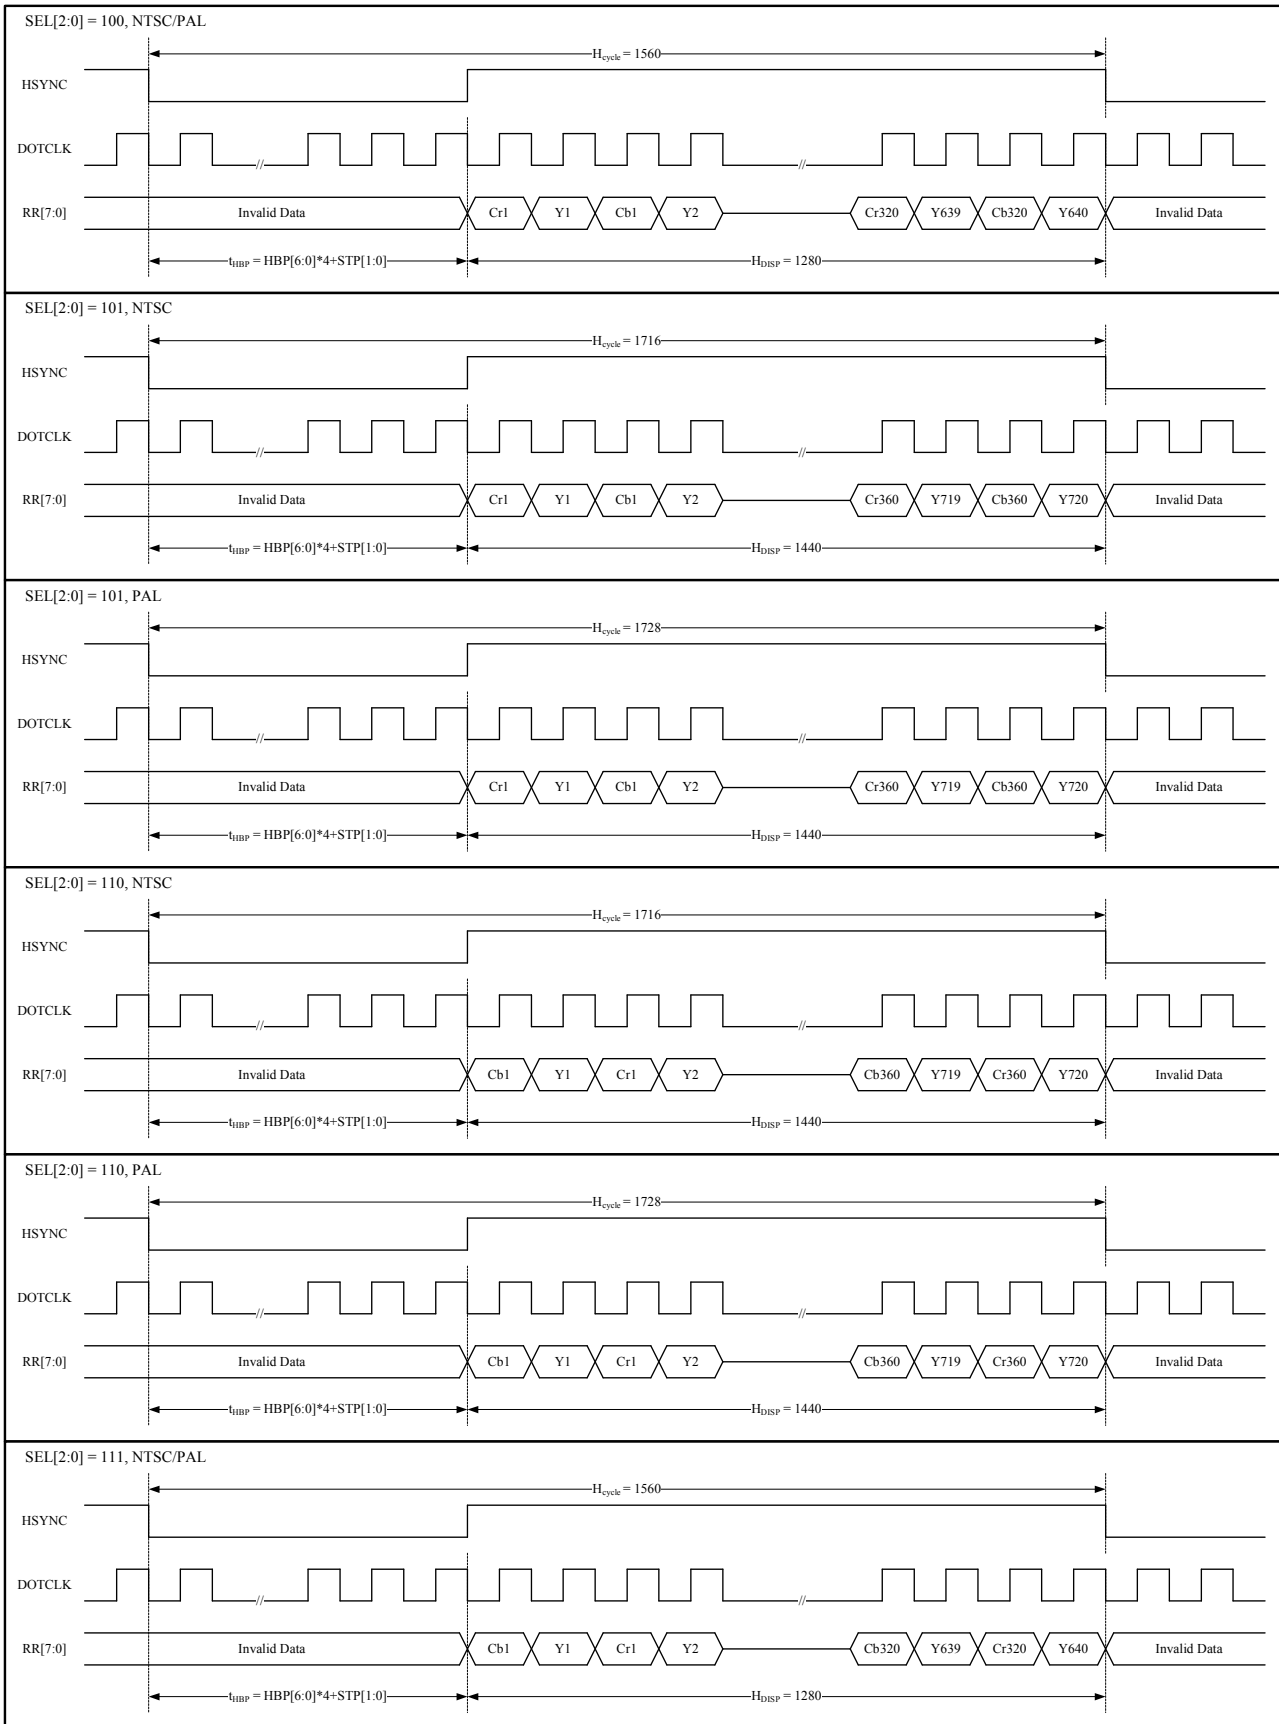 SEL[2:0] = 100, NTSC/PAL
Hcycle = 1560
HSYNC
DOTCLK
//
//
RR[7:0] Invalid Data Cr1 Y1 Cb1 Y2 Cr320 Y639 Cb320 Y640 Invalid Data
tHBP = HBP[6:0]*4+STP[1:0] HDISP = 1280
SEL[2:0] = 101, NTSC
Hcycle = 1716
HSYNC
DOTCLK
//
//
RR[7:0] Invalid Data Cr1 Y1 Cb1 Y2 Cr360 Y719 Cb360 Y720 Invalid Data
tHBP = HBP[6:0]*4+STP[1:0] HDISP = 1440
SEL[2:0] = 101, PAL
Hcycle = 1728
HSYNC
DOTCLK
//
//
RR[7:0] Invalid Data Cr1 Y1 Cb1 Y2 Cr360 Y719 Cb360 Y720 Invalid Data
tHBP = HBP[6:0]*4+STP[1:0] HDISP = 1440
SEL[2:0] = 110, NTSC
Hcycle = 1716
HSYNC
DOTCLK
//
//
RR[7:0] Invalid Data Cb1 Y1 Cr1 Y2 Cb360 Y719 Cr360 Y720 Invalid Data
tHBP = HBP[6:0]*4+STP[1:0] HDISP = 1440
SEL[2:0] = 110, PAL
Hcycle = 1728
HSYNC
DOTCLK
//
//
RR[7:0] Invalid Data Cb1 Y1 Cr1 Y2 Cb360 Y719 Cr360 Y720 Invalid Data
tHBP = HBP[6:0]*4+STP[1:0] HDISP = 1440
SEL[2:0] = 111, NTSC/PAL
Hcycle = 1560
HSYNC
DOTCLK
//
//
RR[7:0] Invalid Data Cb1 Y1 Cr1 Y2 Cb320 Y639 Cr320 Y640 Invalid Data
tHBP = HBP[6:0]*4+STP[1:0] HDISP = 1280